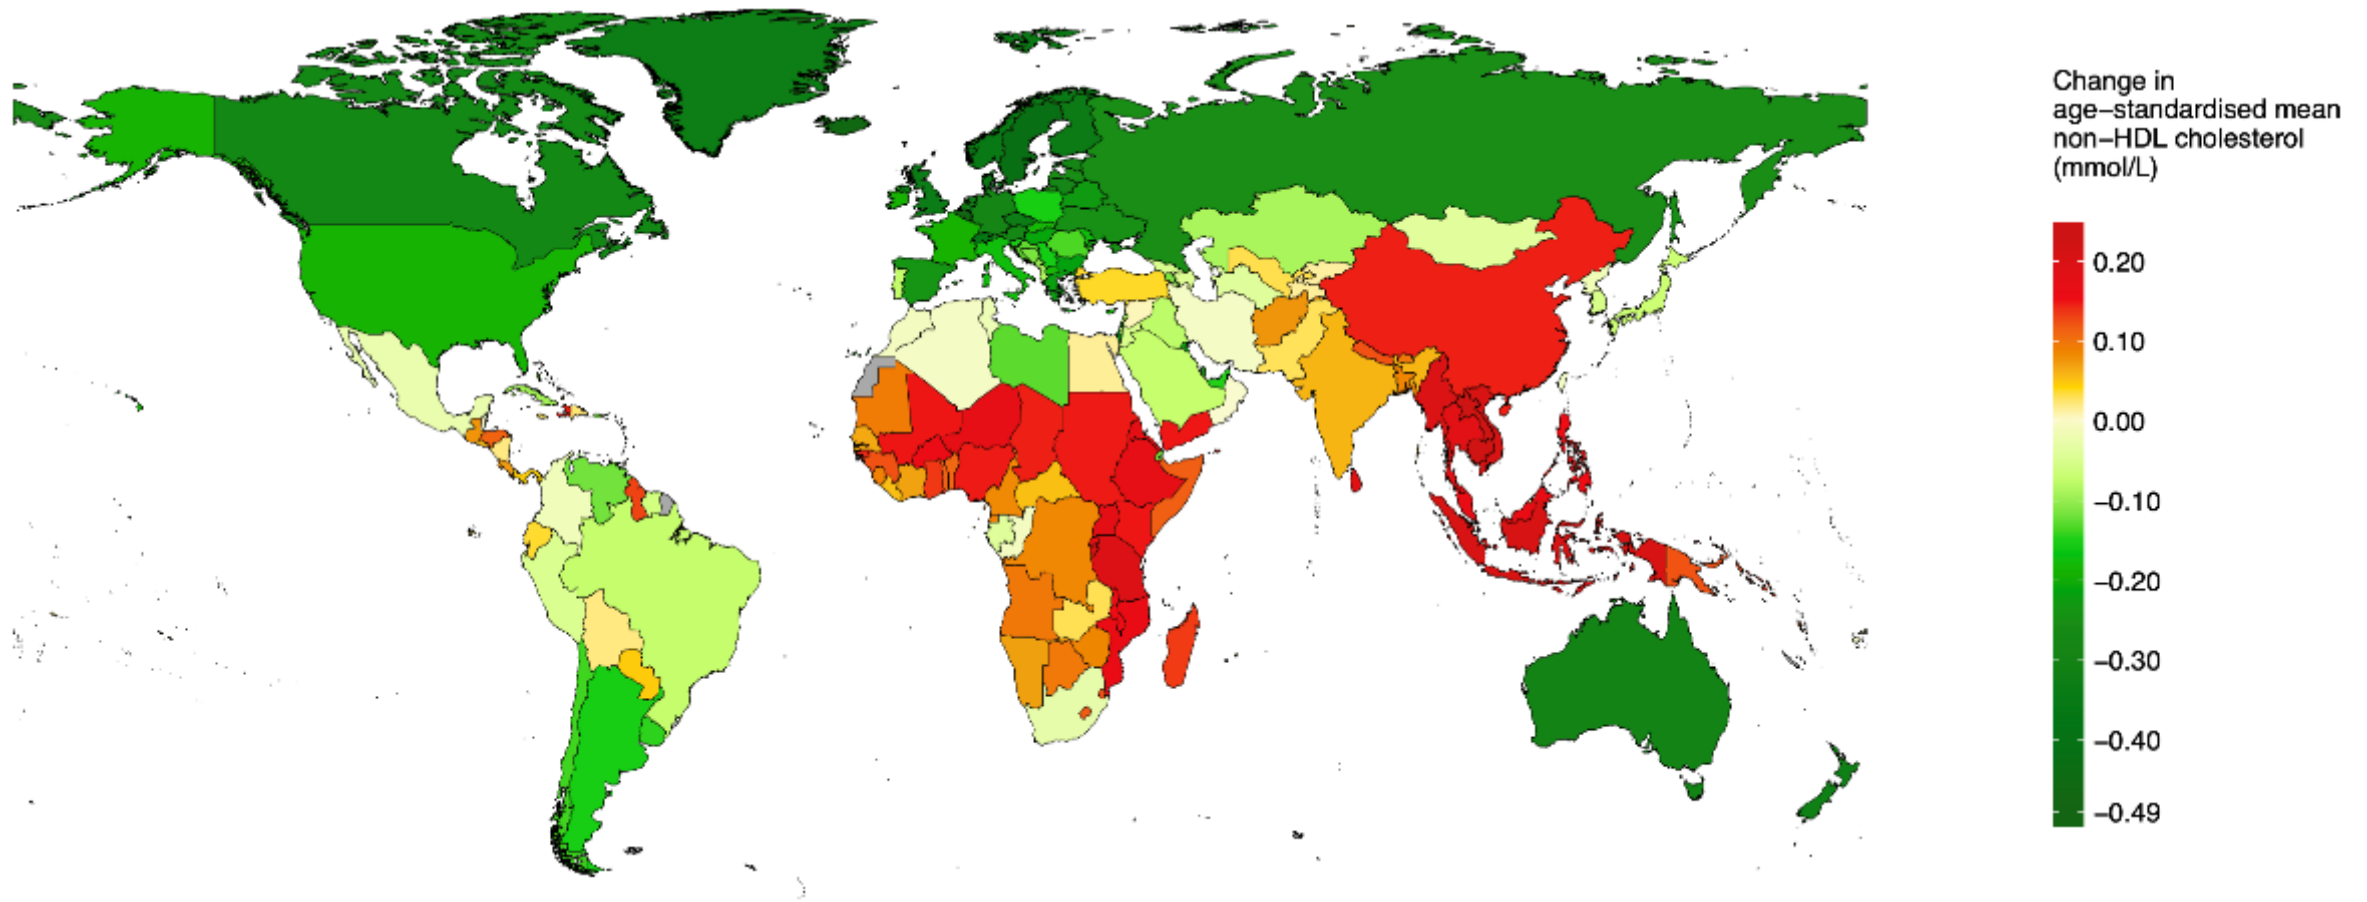 Change in
age−standardised mean
non−HDL cholesterol
(mmol/L)
0.20
0.10
0.00
−0.10
−0.20
−0.30
−0.40
−0.49